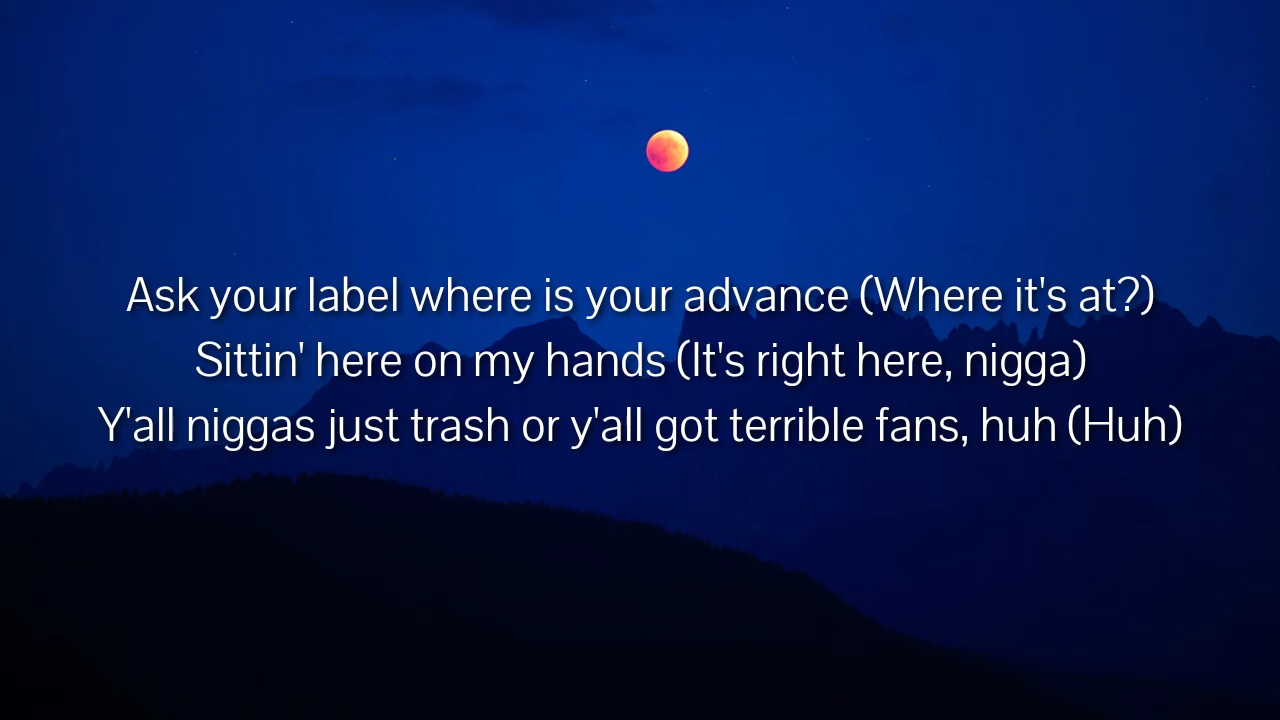 Ask your label where is your advance (Where it's at?)
Sittin' here on my hands (It's right here, nigga)
Y'all niggas just trash or y'all got terrible fans, huh (Huh)